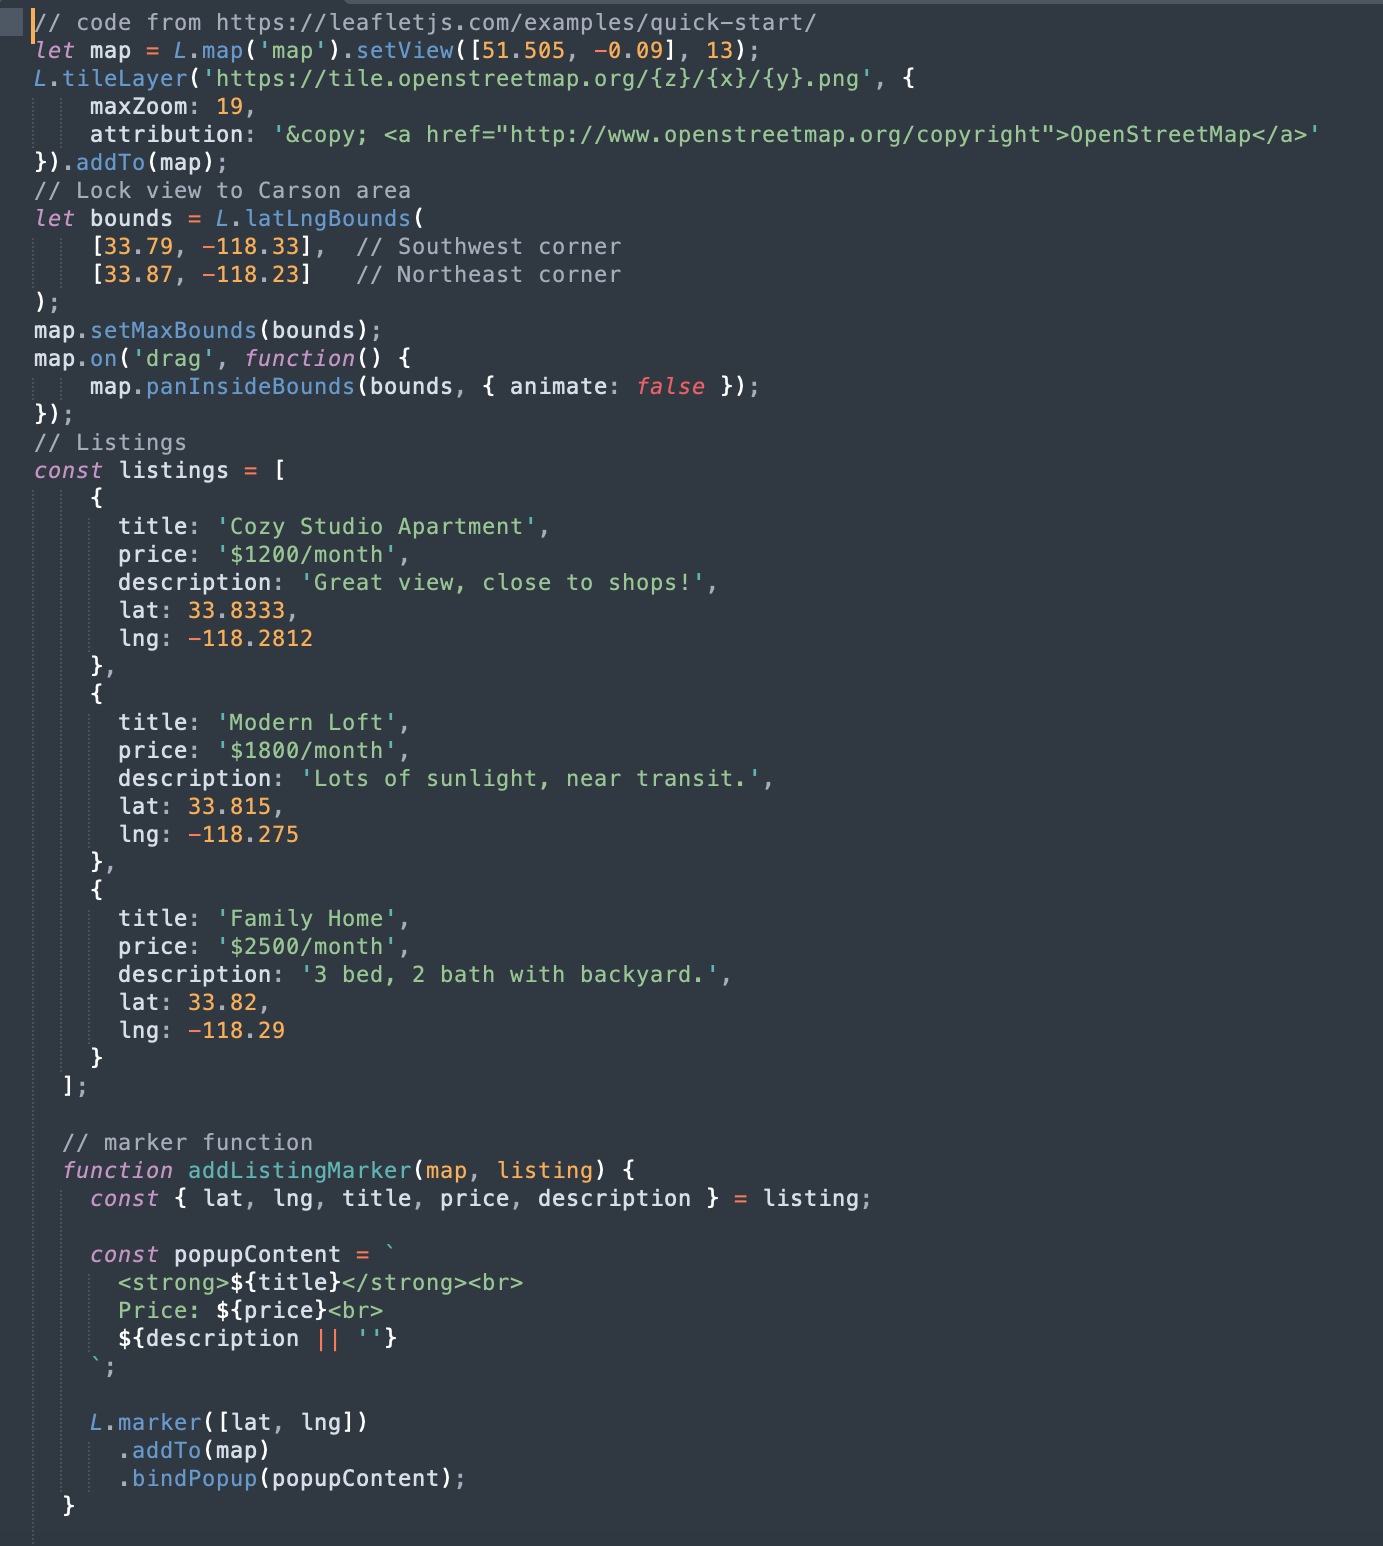 // code from https://leafletjs.com/examples/quick-start/
let map = L.map('map').setView([51.505, -0.09], 13);
L.tileLayer('https://tile.openstreetmap.org/{z}/{x}/{y}.png', {
    maxZoom: 19,
    attribution: '&copy; <a href="http://www.openstreetmap.org/copyright">OpenStreetMap</a>'
}).addTo(map);
// Lock view to Carson area
let bounds = L.latLngBounds(
    [33.79, -118.33],  // Southwest corner
    [33.87, -118.23]   // Northeast corner
);
map.setMaxBounds(bounds);
map.on('drag', function() {
    map.panInsideBounds(bounds, { animate: false });
});
// Listings
const listings = [
    {
      title: 'Cozy Studio Apartment',
      price: '$1200/month',
      description: 'Great view, close to shops!',
      lat: 33.8333,
      lng: -118.2812
    },
    {
      title: 'Modern Loft',
      price: '$1800/month',
      description: 'Lots of sunlight, near transit.',
      lat: 33.815,
      lng: -118.275
    },
    {
      title: 'Family Home',
      price: '$2500/month',
      description: '3 bed, 2 bath with backyard.',
      lat: 33.82,
      lng: -118.29
    }
  ];

  // marker function
  function addListingMarker(map, listing) {
    const { lat, lng, title, price, description } = listing;

    const popupContent = `
      <strong>${title}</strong><br>
      Price: ${price}<br>
      ${description || ''}
    `;

    L.marker([lat, lng])
      .addTo(map)
      .bindPopup(popupContent);
  }